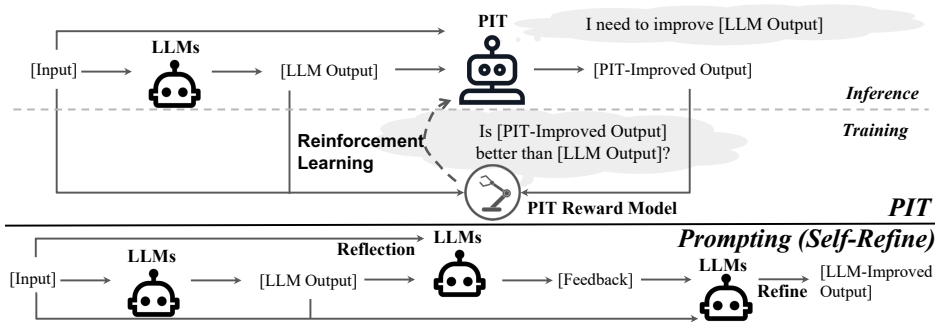 PIT
I need to improve [LLM Output]
LLMs
[Input]
[LLM Output]
[PIT-Improved Output]
Inference
Training
Reinforcement
Learning
Is [PIT-Improved Output]
better than [LLM Output]?
PIT Reward Model
PIT
Prompting (Self-Refine)
LLMs
Reflection
LLMs
[Input]
[LLM Output]
[Feedback]
LLMs
Refine
[LLM-Improved
Output]